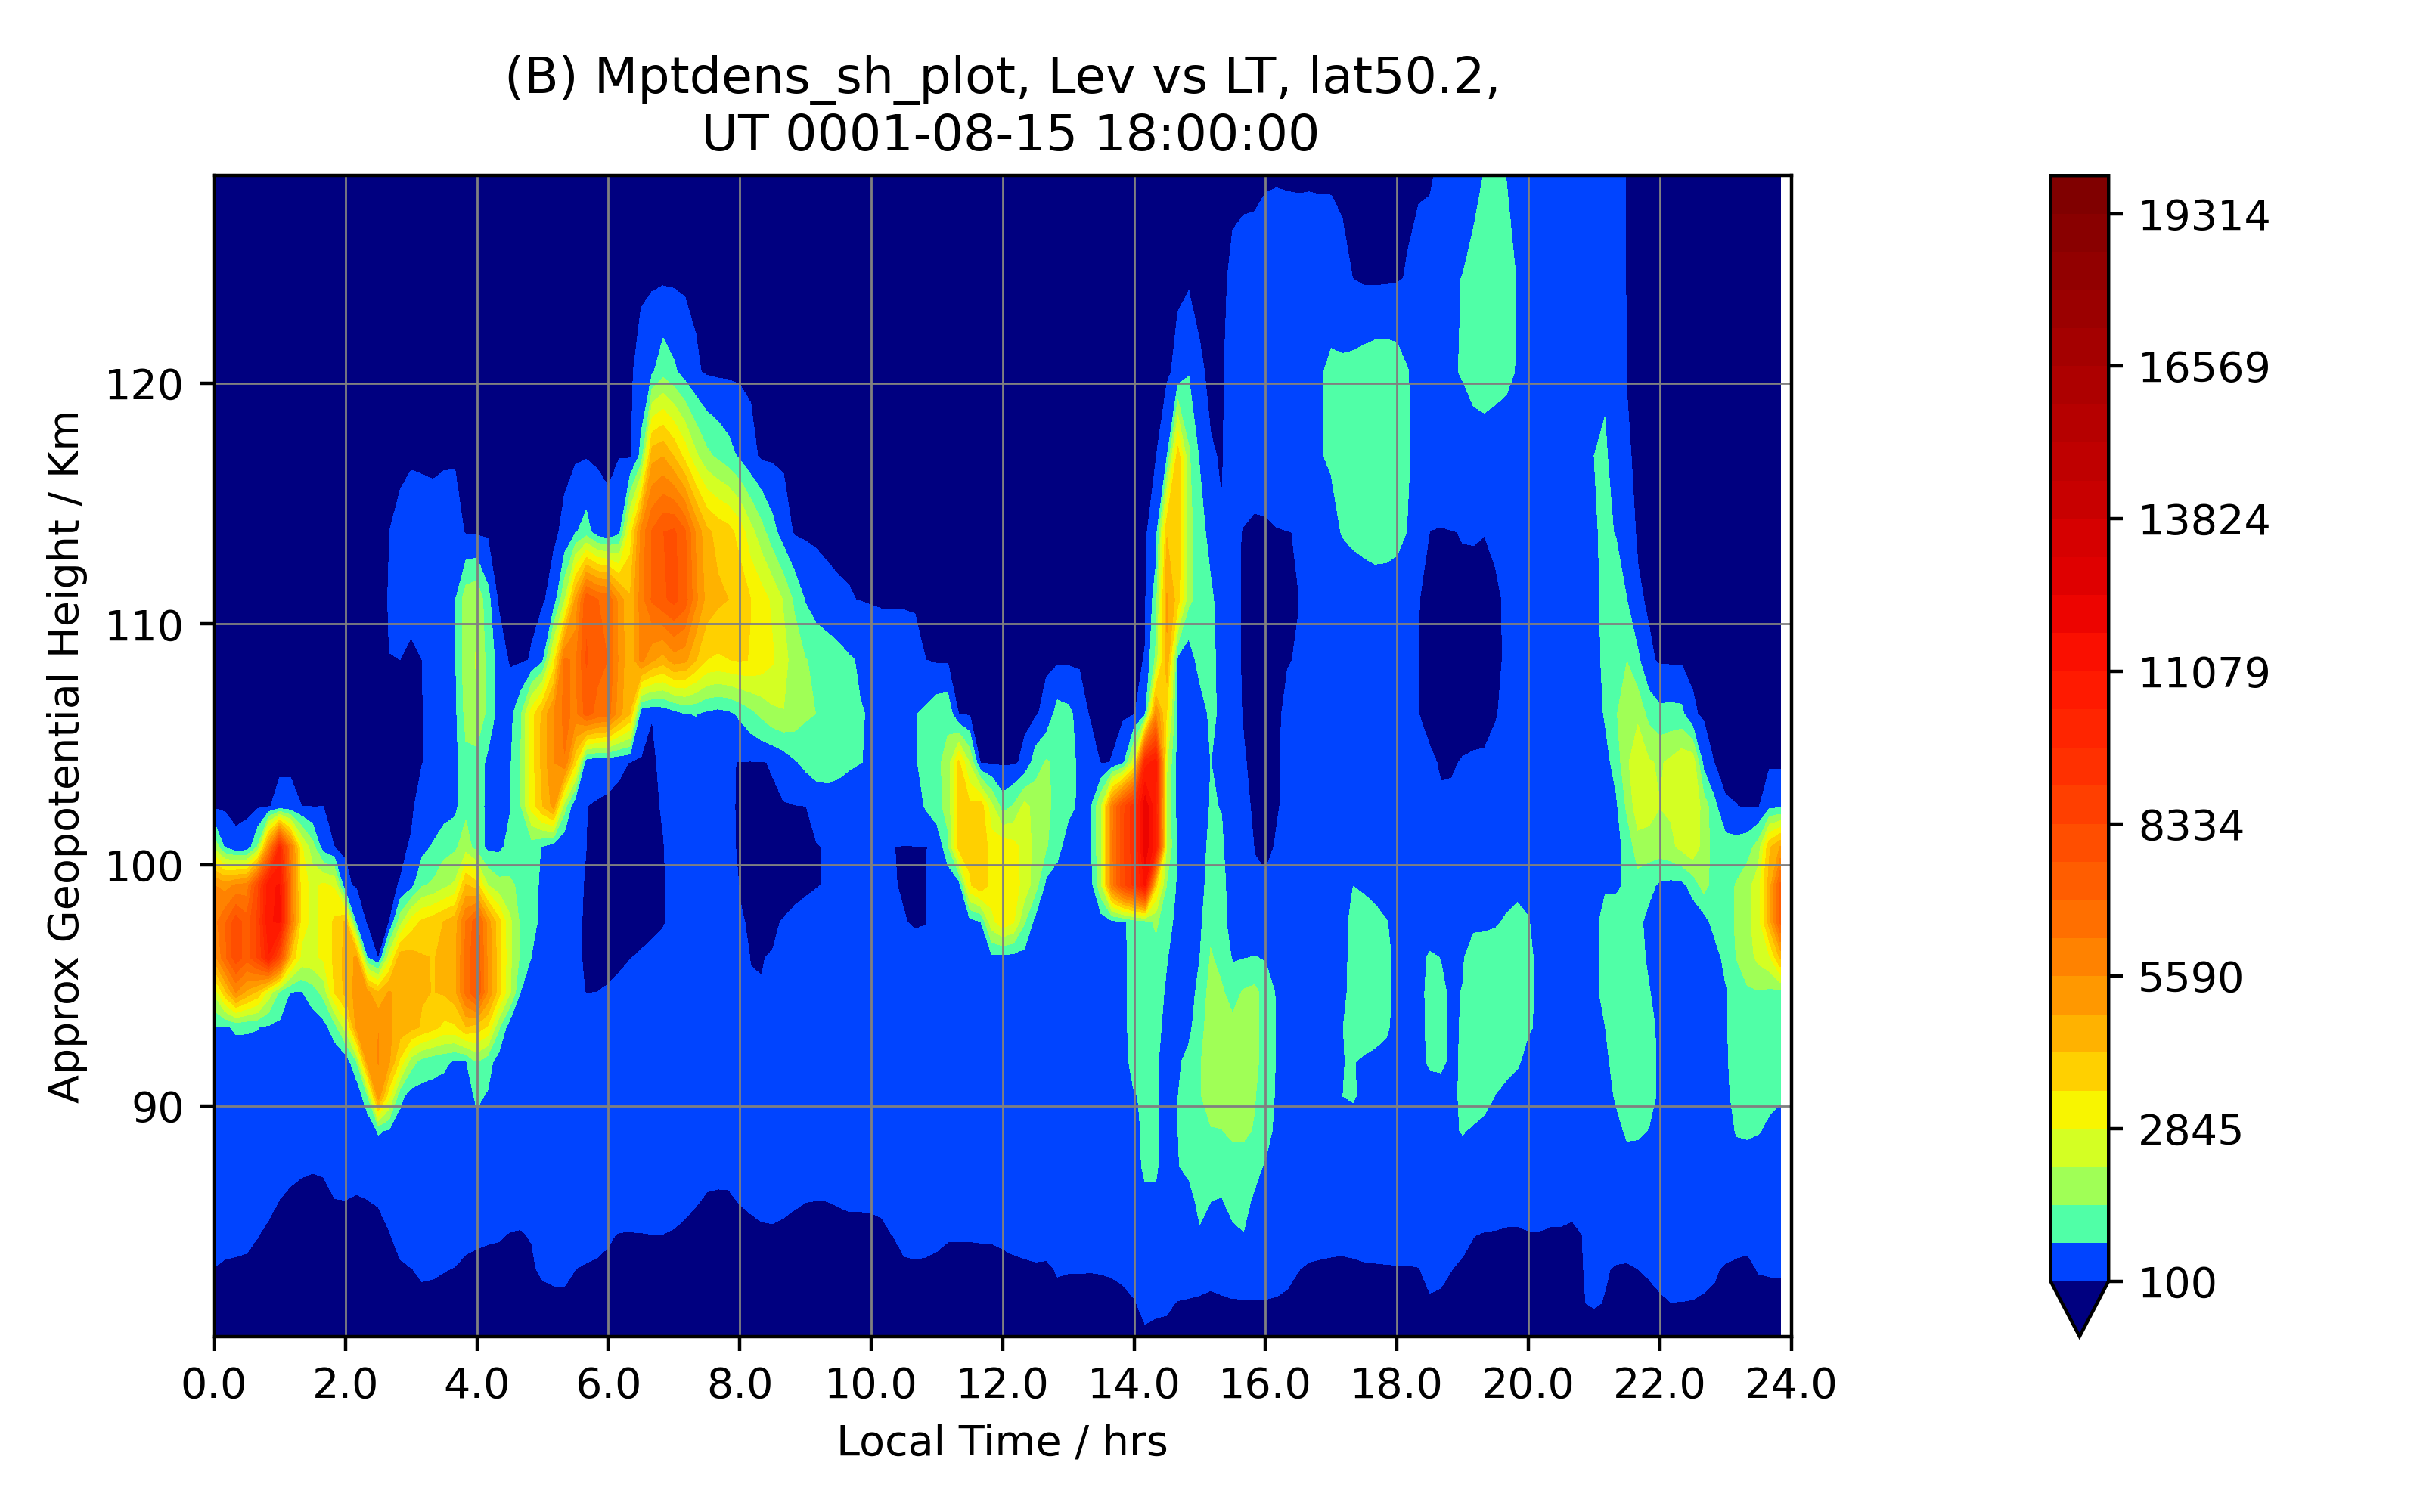 (B) Mptdens_sh_plot, Lev vs LT, lat50.2,
UT 0001-08-15 18:00:00
Approx Geopotential Height / Km
120
110
100
90
0.0 2.0 4.0 6.0 8.0 10.0 12.0 14.0 16.0 18.0 20.0 22.0 24.0
Local Time / hrs
19314
16569
13824
11079
8334
5590
2845
100